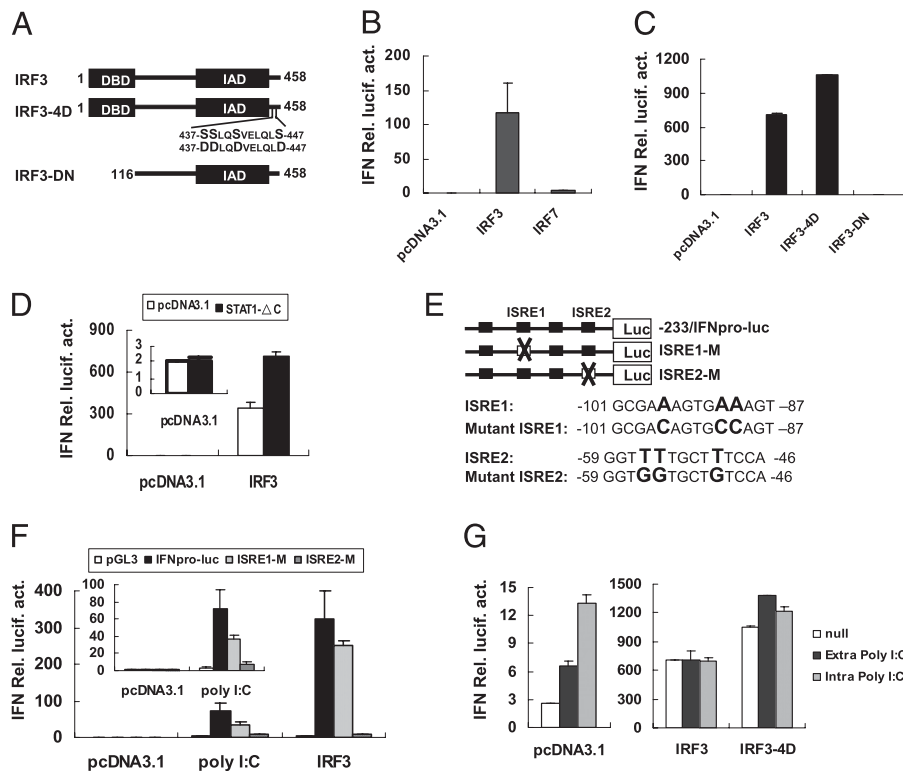 A
IRF3 1 DBD IAD 458
IRF3-4D 1 DBD IAD 458
437-SSLQSVELQLS-447
437-DDLQDVELQLD-447
IRF3-DN 116 IAD 458
B
IFN Rel. lucif. act.
200
150
100
50
0
pcDNA3.1
IRF3
IRF7
C
IFN Rel. lucif. act.
1200
900
600
300
0
pcDNA3.1
IRF3
IRF3-4D
IRF3-DN
D
pcDNA3.1 STAT1-△C
IFN Rel. lucif. act.
900
600
300
0
3
2
1
0
pcDNA3.1
pcDNA3.1 IRF3
E
ISRE1 ISRE2
Luc -233/IFNpro-luc
Luc ISRE1-M
Luc ISRE2-M
ISRE1: -101 GCGAAAGTGAAAGT –87
Mutant ISRE1: -101 GCGACAGTGCCAGT –87
ISRE2: -59 GGTTTTGCTTTCCA -46
Mutant ISRE2: -59 GGTGGTGCTGTCCA -46
F
pGL3 IFNpro-luc ISRE1-M ISRE2-M
IFN Rel. lucif. act.
400
300
200
100
0
100
80
60
40
20
0
pcDNA3.1 poly I:C
pcDNA3.1 poly I:C IRF3
G
IFN Rel. lucif. act.
15
12
9
6
3
0
pcDNA3.1
1500
1200
900
600
300
0
IRF3 IRF3-4D
null
Extra Poly I:C
Intra Poly I:C